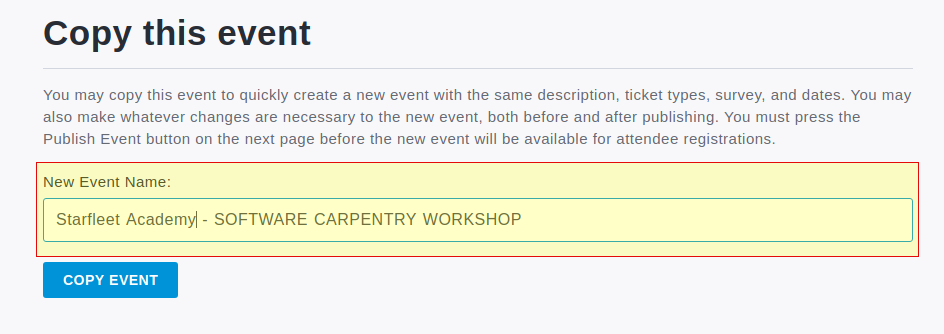 Copy this event
You may copy this event to quickly create a new event with the same description, ticket types, survey, and dates. You may
also make whatever changes are necessary to the new event, both before and after publishing. You must press the
Publish Event button on the next page before the new event will be available for attendee registrations.
New Event Name:
Starfleet Academy - SOFTWARE CARPENTRY WORKSHOP
COPY EVENT